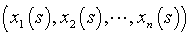 (x₁(s), x₂(s), ⋯, xₙ(s))